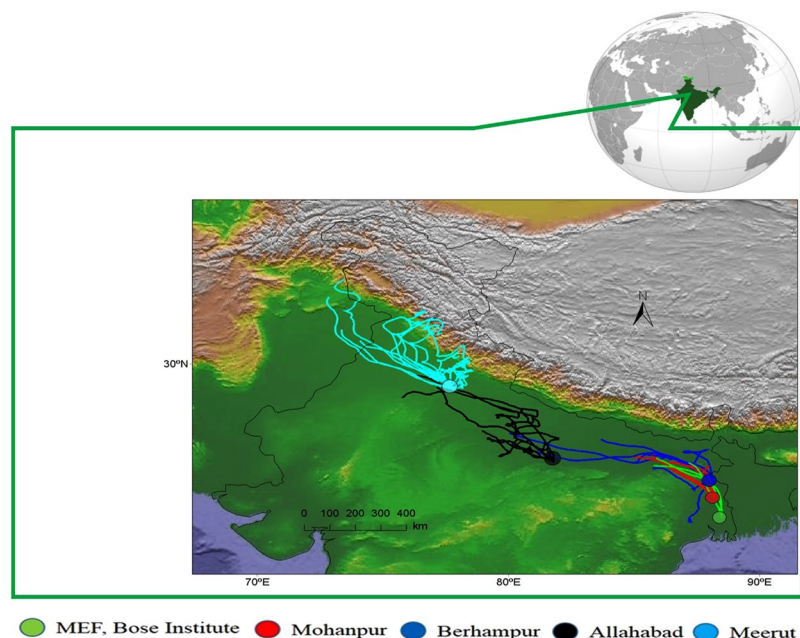 N
30ºN
0 100 200 300 400
km
70ºE 80ºE 90ºE
MEF, Bose Institute Mohanpur Berhampur Allahabad Meerut